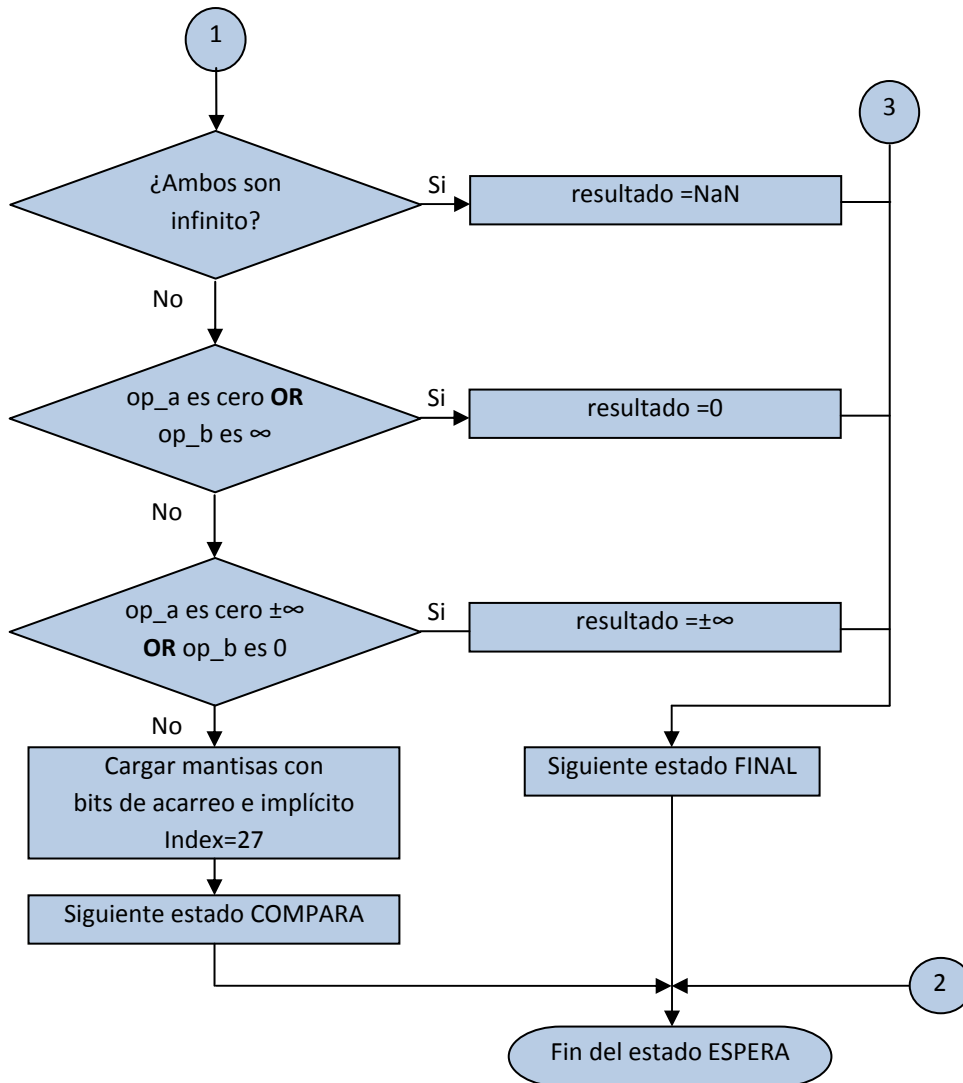 1
3
¿Ambos son
infinito?
Si
resultado =NaN
No
op_a es cero OR
op_b es ∞
Si
resultado =0
No
op_a es cero ±∞
OR op_b es 0
Si
resultado =±∞
No
Cargar mantisas con
bits de acarreo e implícito
Index=27
Siguiente estado FINAL
Siguiente estado COMPARA
2
Fin del estado ESPERA